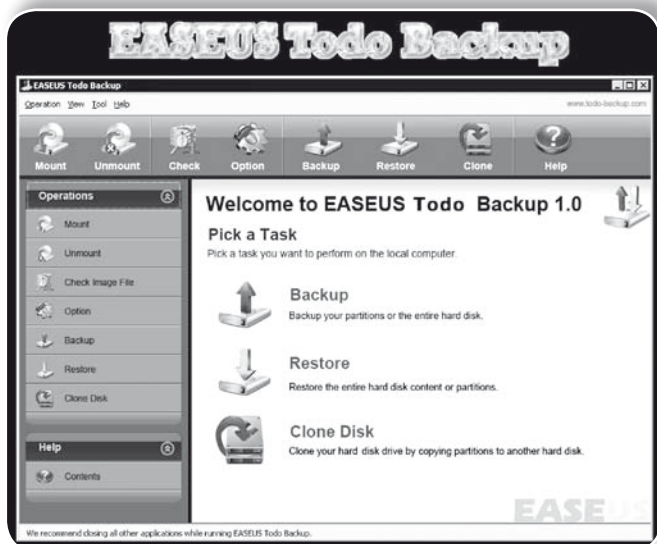 EASEUS Todo Backup
EASEUS Todo Backup
Operation View Tool Help
www.todo-backup.com
Mount Unmount Check Option Backup Restore Clone Help
Operations
Mount
Unmount
Check Image File
Option
Backup
Restore
Clone Disk
Help
Contents
Welcome to EASEUS Todo Backup 1.0
Pick a Task
Pick a task you want to perform on the local computer.
Backup
Backup your partitions or the entire hard disk.
Restore
Restore the entire hard disk content or partitions.
Clone Disk
Clone your hard disk drive by copying partitions to another hard disk.
EASEUS
We recommend closing all other applications while running EASEUS Todo Backup.